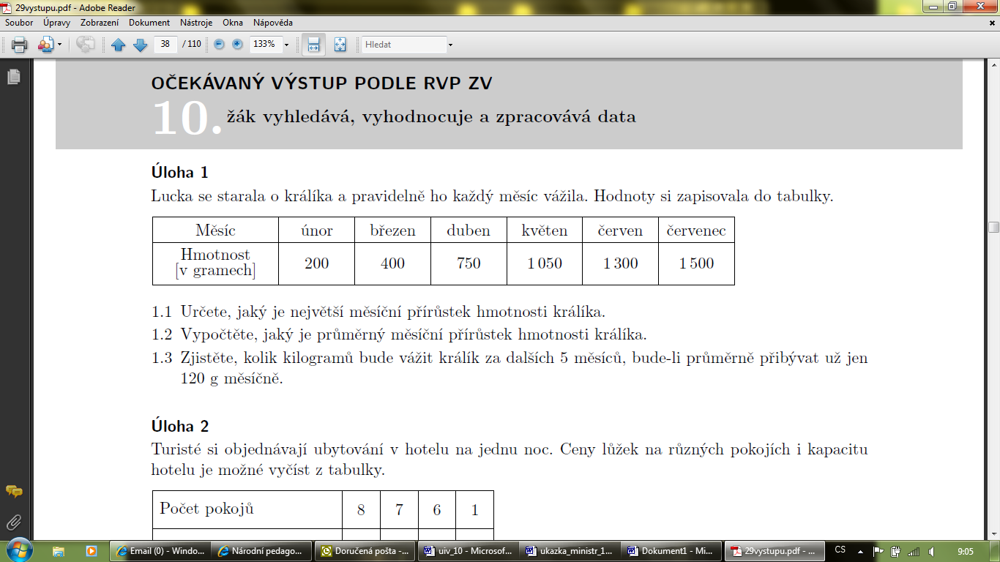 29vystupu.pdf - Adobe Reader
Soubor Úpravy Zobrazení Dokument Nástroje Okna Nápověda
38 / 110 133% Hledat
OČEKÁVANÝ VÝSTUP PODLE RVP ZV
10. žák vyhledává, vyhodnocuje a zpracovává data
Úloha 1
Lucka se starala o králíka a pravidelně ho každý měsíc vážila. Hodnoty si zapisovala do tabulky.
Měsíc únor březen duben květen červen červenec
Hmotnost
[v gramech] 200 400 750 1 050 1 300 1 500
1.1 Určete, jaký je největší měsíční přírůstek hmotnosti králíka.
1.2 Vypočtěte, jaký je průměrný měsíční přírůstek hmotnosti králíka.
1.3 Zjistěte, kolik kilogramů bude vážit králík za dalších 5 měsíců, bude-li průměrně přibývat už jen
120 g měsíčně.
Úloha 2
Turisté si objednávají ubytování v hotelu na jednu noc. Ceny lůžek na různých pokojích i kapacitu
hotelu je možné vyčíst z tabulky.
Počet pokojů 8 7 6 1
Email (0) - Windo... Národní pedago... Doručená pošta -... uiv_10 - Microsof... ukazka_ministr_1... Dokument1 - Mi... 29vystupu.pdf - ... CS 9:05